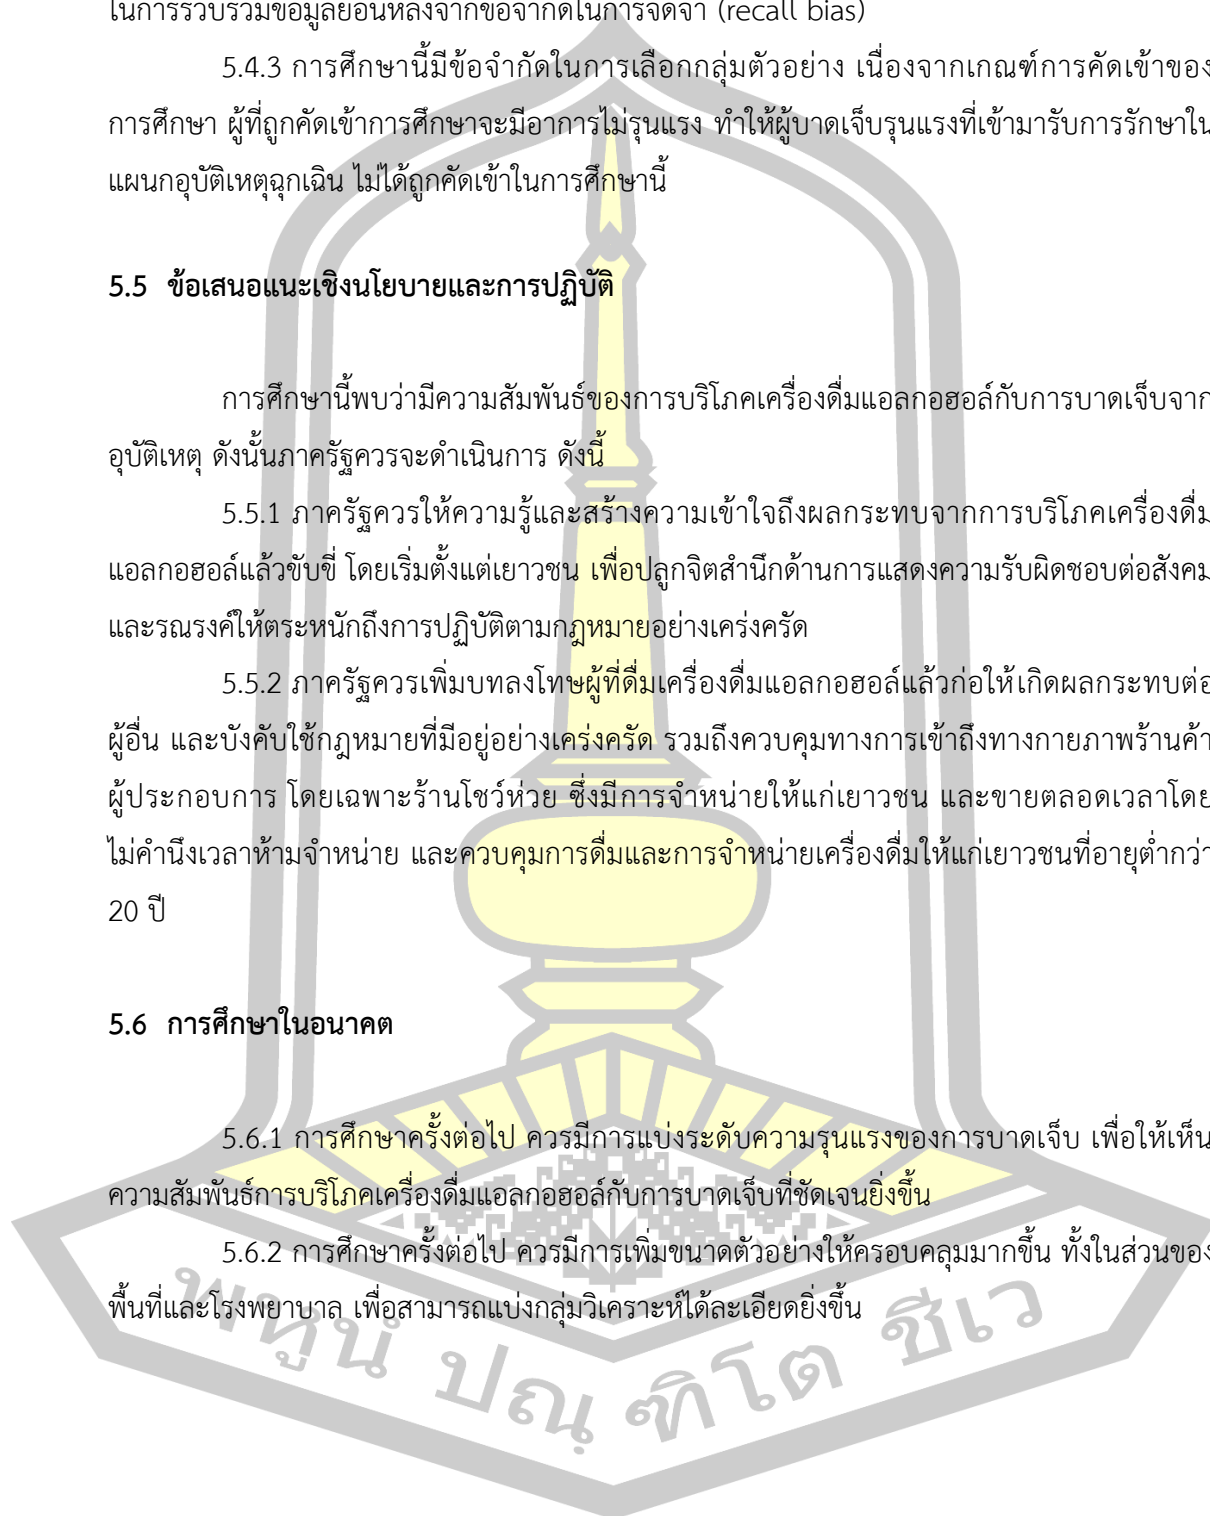 ในการรวบรวมข้อมูลย้อนหลังจากข้อจำกัดในการจดจำ (recall bias)
5.4.3 การศึกษานี้มีข้อจำกัดในการเลือกกลุ่มตัวอย่าง เนื่องจากเกณฑ์การคัดเข้าของ
การศึกษา ผู้ที่ถูกคัดเข้าการศึกษาจะมีอาการไม่รุนแรง ทำให้ผู้บาดเจ็บรุนแรงที่เข้ามารับการรักษาใน
แผนกอุบัติเหตุฉุกเฉิน ไม่ได้ถูกคัดเข้าในการศึกษานี้
5.5 ข้อเสนอแนะเชิงนโยบายและการปฏิบัติ
การศึกษานี้พบว่ามีความสัมพันธ์ของการบริโภคเครื่องดื่มแอลกอฮอล์กับการบาดเจ็บจาก
อุบัติเหตุ ดังนั้นภาครัฐควรจะดำเนินการ ดังนี้
5.5.1 ภาครัฐควรให้ความรู้และสร้างความเข้าใจถึงผลกระทบจากการบริโภคเครื่องดื่ม
แอลกอฮอล์แล้วขับขี่ โดยเริ่มตั้งแต่เยาวชน เพื่อปลูกจิตสำนึกด้านการแสดงความรับผิดชอบต่อสังคม
และรณรงค์ให้ตระหนักถึงการปฏิบัติตามกฎหมายอย่างเคร่งครัด
5.5.2 ภาครัฐควรเพิ่มบทลงโทษผู้ที่ดื่มเครื่องดื่มแอลกอฮอล์แล้วก่อให้เกิดผลกระทบต่อ
ผู้อื่น และบังคับใช้กฎหมายที่มีอยู่อย่างเคร่งครัด รวมถึงควบคุมทางการเข้าถึงทางกายภาพร้านค้า
ผู้ประกอบการ โดยเฉพาะร้านโชว์ห่วย ซึ่งมีการจำหน่ายให้แก่เยาวชน และขายตลอดเวลาโดย
ไม่คำนึงเวลาห้ามจำหน่าย และควบคุมการดื่มและการจำหน่ายเครื่องดื่มให้แก่เยาวชนที่อายุต่ำกว่า
20 ปี
5.6 การศึกษาในอนาคต
5.6.1 การศึกษาครั้งต่อไป ควรมีการแบ่งระดับความรุนแรงของการบาดเจ็บ เพื่อให้เห็น
ความสัมพันธ์การบริโภคเครื่องดื่มแอลกอฮอล์กับการบาดเจ็บที่ชัดเจนยิ่งขึ้น
5.6.2 การศึกษาครั้งต่อไป ควรมีการเพิ่มขนาดตัวอย่างให้ครอบคลุมมากขึ้น ทั้งในส่วนของ
พื้นที่และโรงพยาบาล เพื่อสามารถแบ่งกลุ่มวิเคราะห์ได้ละเอียดยิ่งขึ้น
พหูนํ ปณฺฑิโต ชีเว